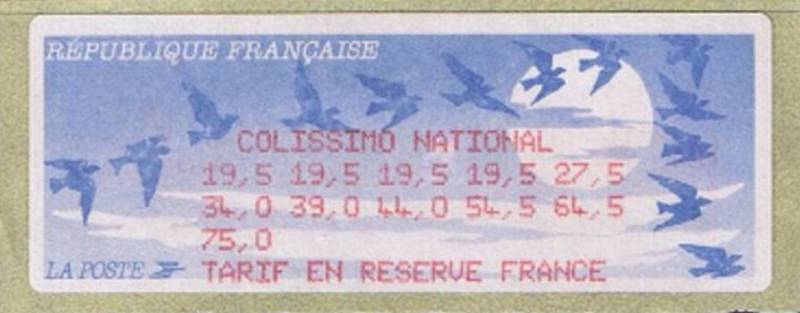 RÉPUBLIQUE FRANÇAISE
COLISSIMO NATIONAL
19,5 19,5 19,5 19,5 27,5
34,0 39,0 44,0 54,5 64,5
75,0
LA POSTE TARIF EN RESERVE FRANCE